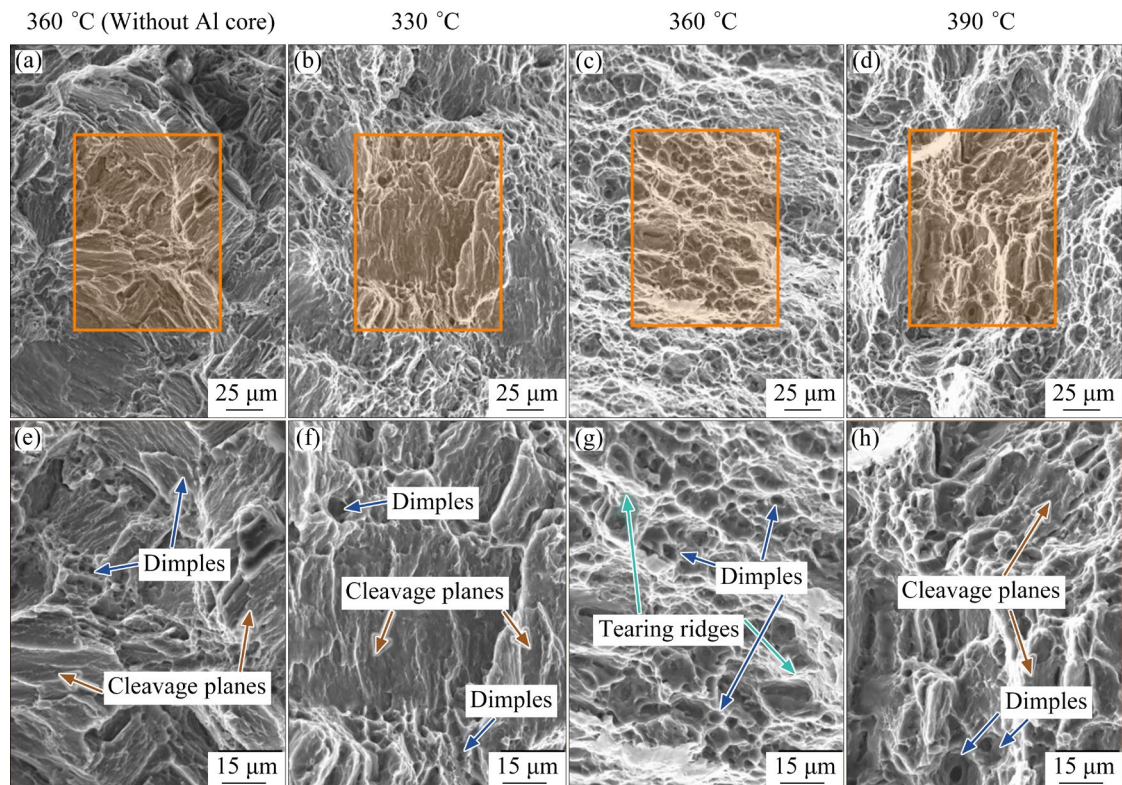 360 ˚C (Without Al core)
330 ˚C
360 ˚C
390 ˚C
(a)
(b)
(c)
(d)
25 μm
25 μm
25 μm
25 μm
(e)
(f)
(g)
(h)
Dimples
Cleavage planes
15 μm
Dimples
Cleavage planes
Dimples
15 μm
Dimples
Tearing ridges
15 μm
Cleavage planes
Dimples
15 μm